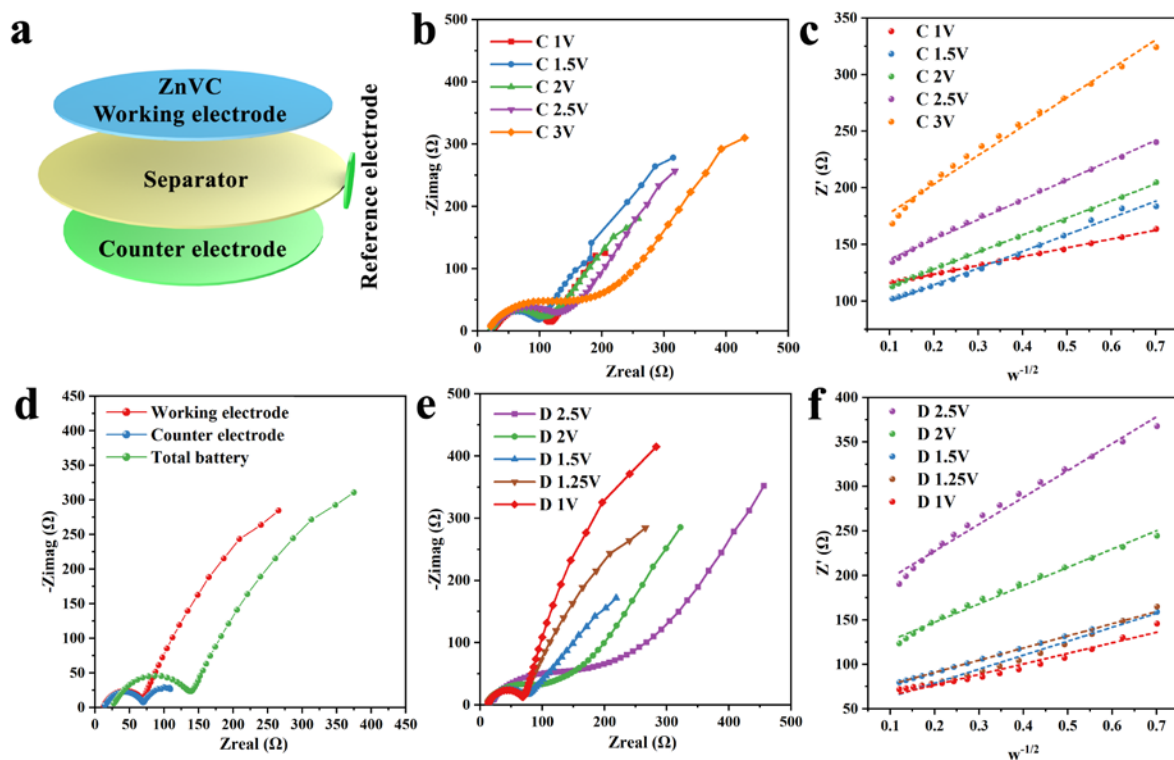 a
ZnVC
Working electrode
Separator
Counter electrode
Reference electrode
b
500
400
300
200
100
0
-Zimag (Ω)
C 1V
C 1.5V
C 2V
C 2.5V
C 3V
0 100 200 300 400 500
Zreal (Ω)
c
350
300
250
200
150
100
Z' (Ω)
C 1V
C 1.5V
C 2V
C 2.5V
C 3V
0.1 0.2 0.3 0.4 0.5 0.6 0.7
w-1/2
d
450
400
350
300
250
200
150
100
50
0
-Zimag (Ω)
Working electrode
Counter electrode
Total battery
0 50 100 150 200 250 300 350 400 450
Zreal (Ω)
e
500
400
300
200
100
0
-Zimag (Ω)
D 2.5V
D 2V
D 1.5V
D 1.25V
D 1V
0 100 200 300 400 500
Zreal (Ω)
f
400
350
300
250
200
150
100
50
Z' (Ω)
D 2.5V
D 2V
D 1.5V
D 1.25V
D 1V
0.1 0.2 0.3 0.4 0.5 0.6 0.7
w-1/2